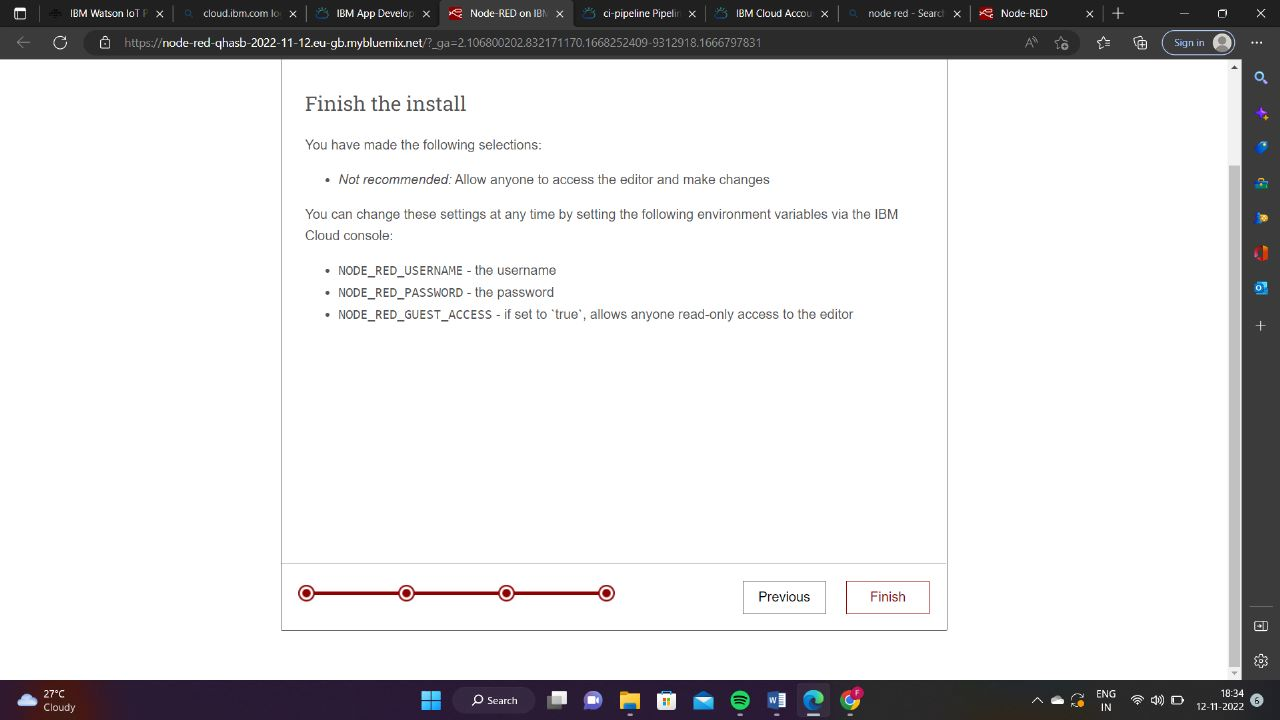 IBM Watson IoT P
cloud.ibm.com lo
IBM App Develop
Node-RED on IBM
ci-pipeline Pipelin
IBM Cloud Accou
node red - Search
Node-RED
https://node-red-qhasb-2022-11-12.eu-gb.mybluemix.net/?_ga=2.106800202.832171170.1668252409-9312918.1666797831
Sign in
Finish the install
You have made the following selections:
• Not recommended: Allow anyone to access the editor and make changes
You can change these settings at any time by setting the following environment variables via the IBM
Cloud console:
• NODE_RED_USERNAME - the username
• NODE_RED_PASSWORD - the password
• NODE_RED_GUEST_ACCESS - if set to `true`, allows anyone read-only access to the editor
Previous
Finish
27°C
Cloudy
Search
F
ENG
IN
18:34
12-11-2022
6